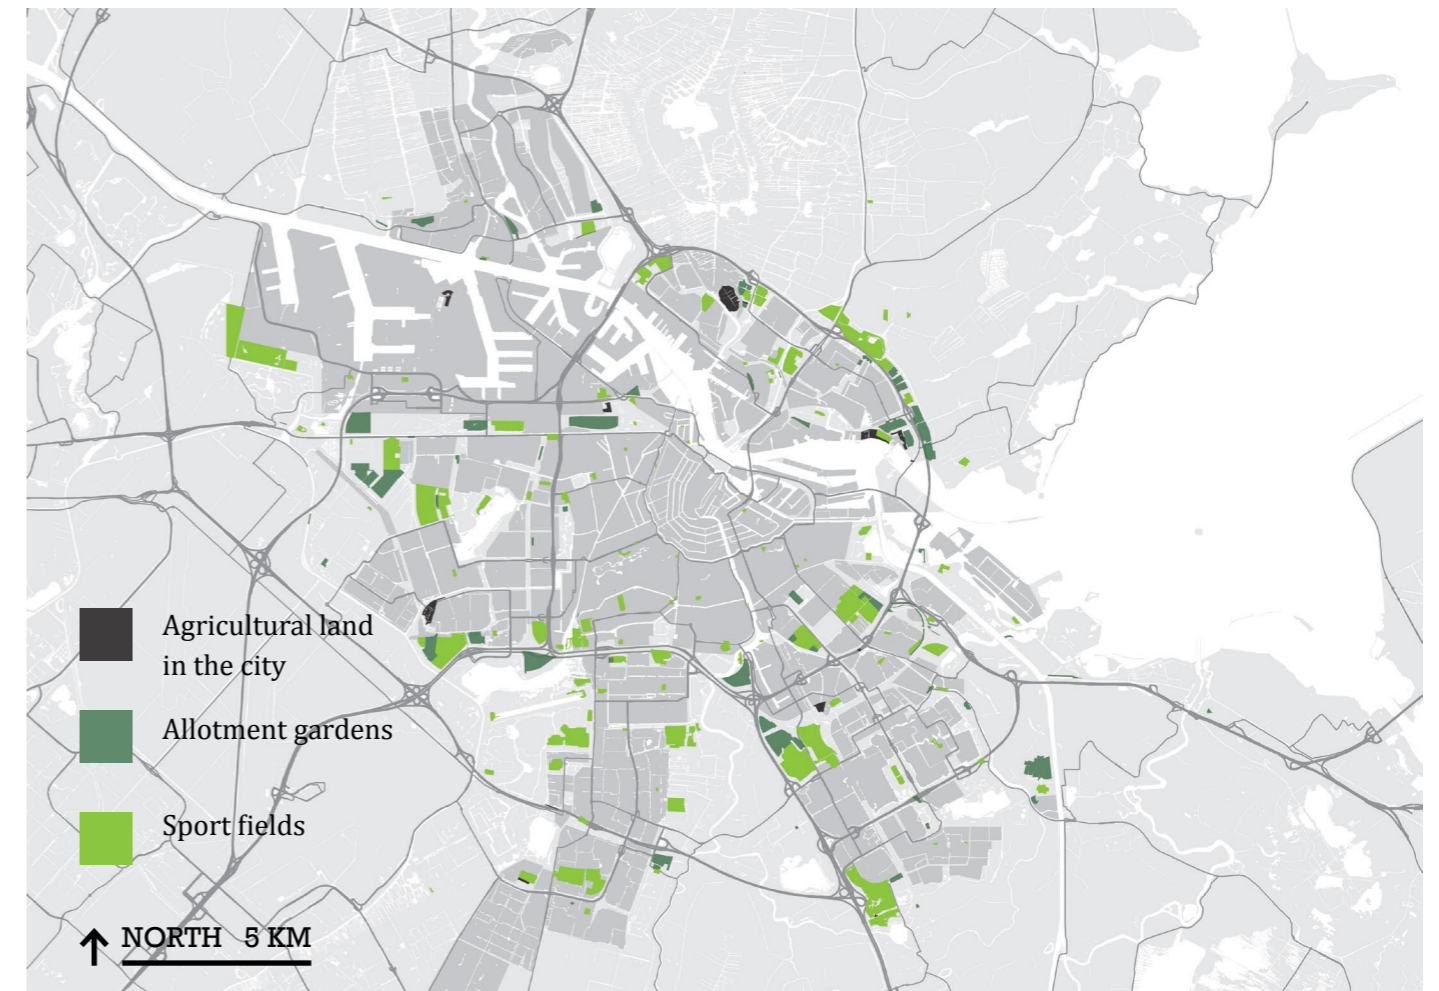 Agricultural land
in the city
Allotment gardens
Sport fields
NORTH 5 KM